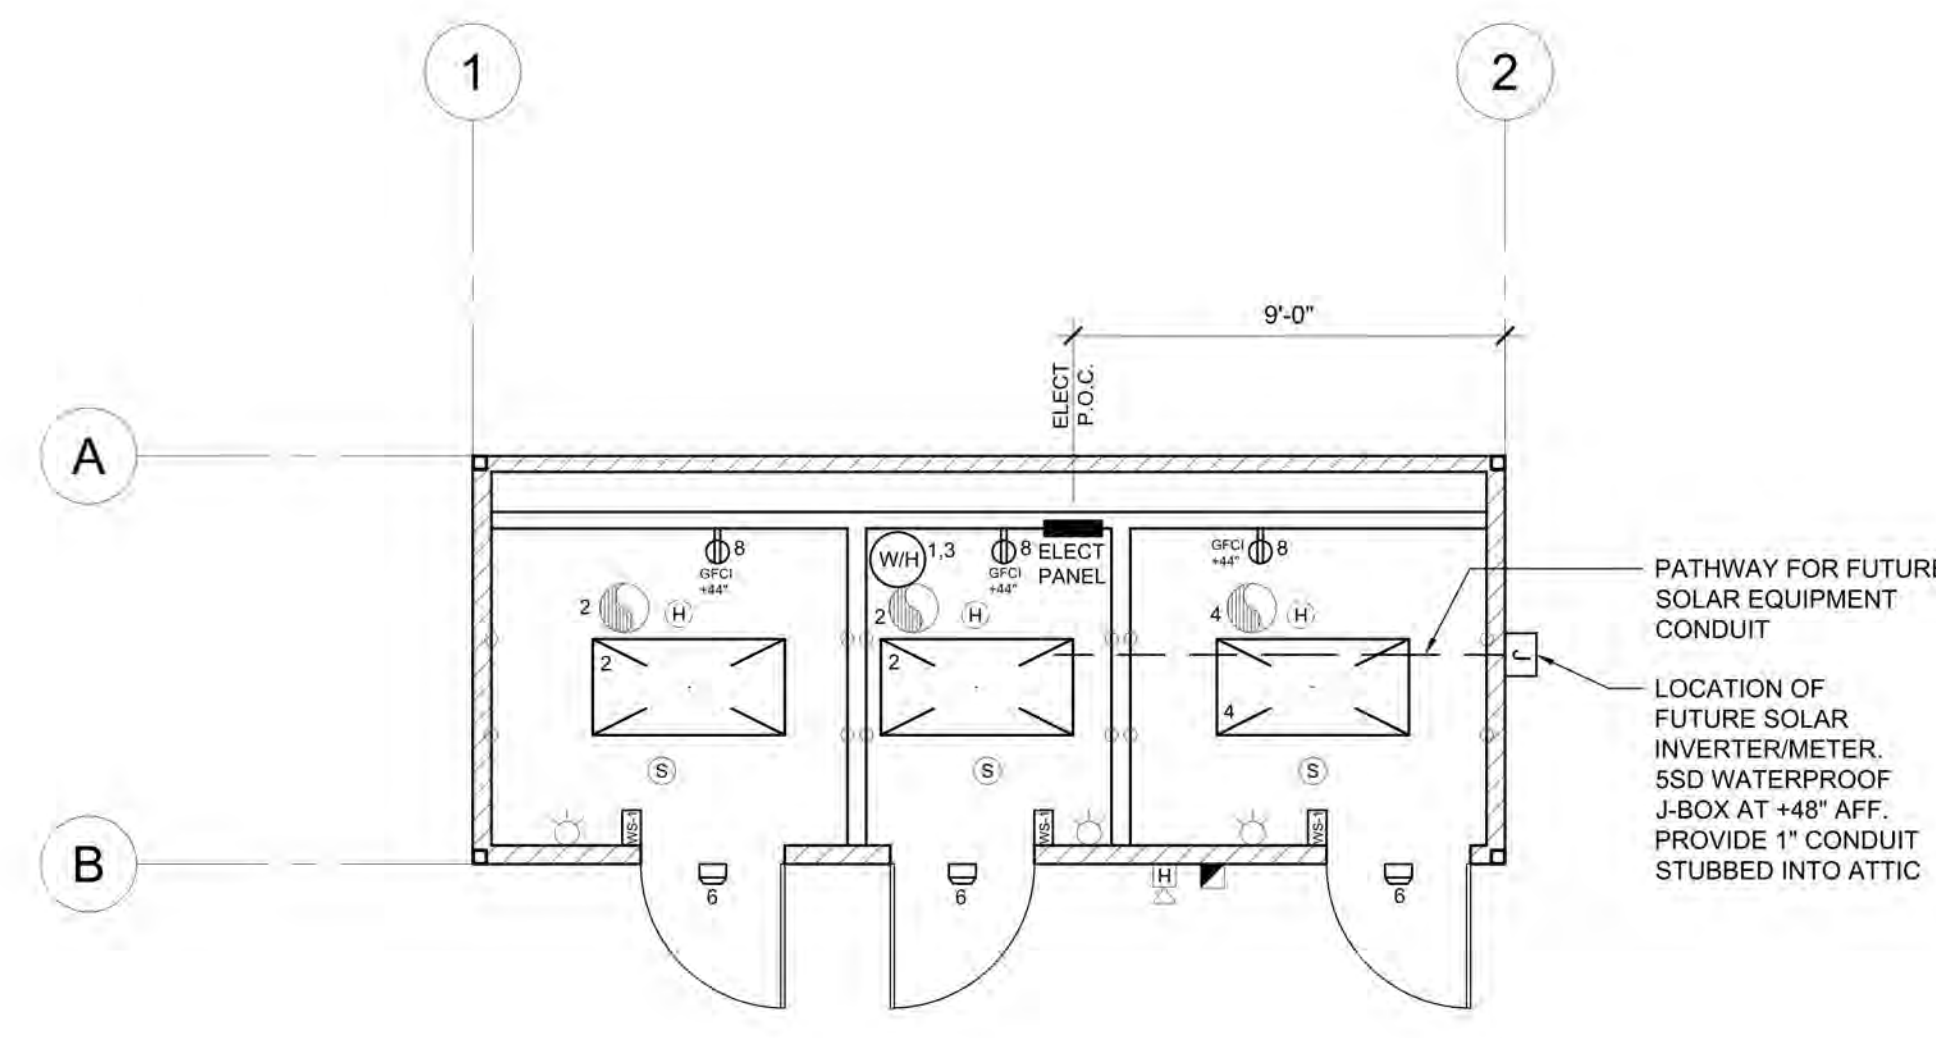 1
2
9'-0"
ELECT
P.O.C.
A
8
GFCI
+44"
W/H
1,3
8
GFCI
+44"
ELECT
PANEL
GFCI
+44"
8
PATHWAY FOR FUTURE
SOLAR EQUIPMENT
CONDUIT
2
H
2
H
4
H
2
2
4
J
LOCATION OF
FUTURE SOLAR
INVERTER/METER.
5SD WATERPROOF
J-BOX AT +48" AFF.
PROVIDE 1" CONDUIT
STUBBED INTO ATTIC
S
S
S
WS-1
WS-1
WS-1
B
6
6
H
6